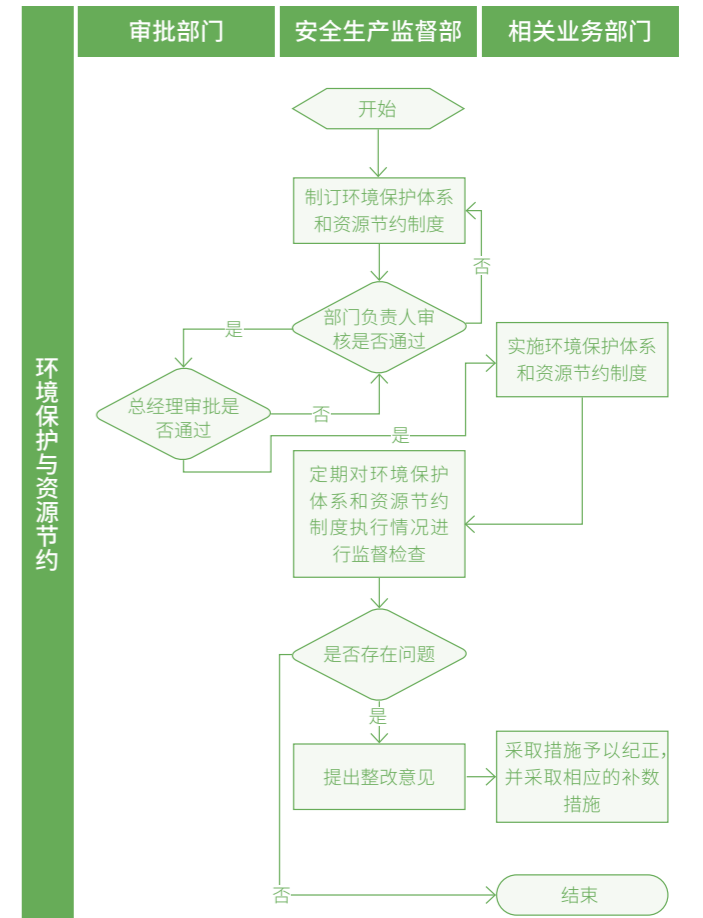 审批部门
安全生产监督部
相关业务部门
环境保护与资源节约
开始
制订环境保护体系
和资源节约制度
否
部门负责人审
核是否通过
是
实施环境保护体系
和资源节约制度
总经理审批是
否通过
否
是
定期对环境保护
体系和资源节约
制度执行情况进
行监督检查
是否存在问题
是
提出整改意见
采取措施予以纪正，
并采取相应的补数
措施
否
结束